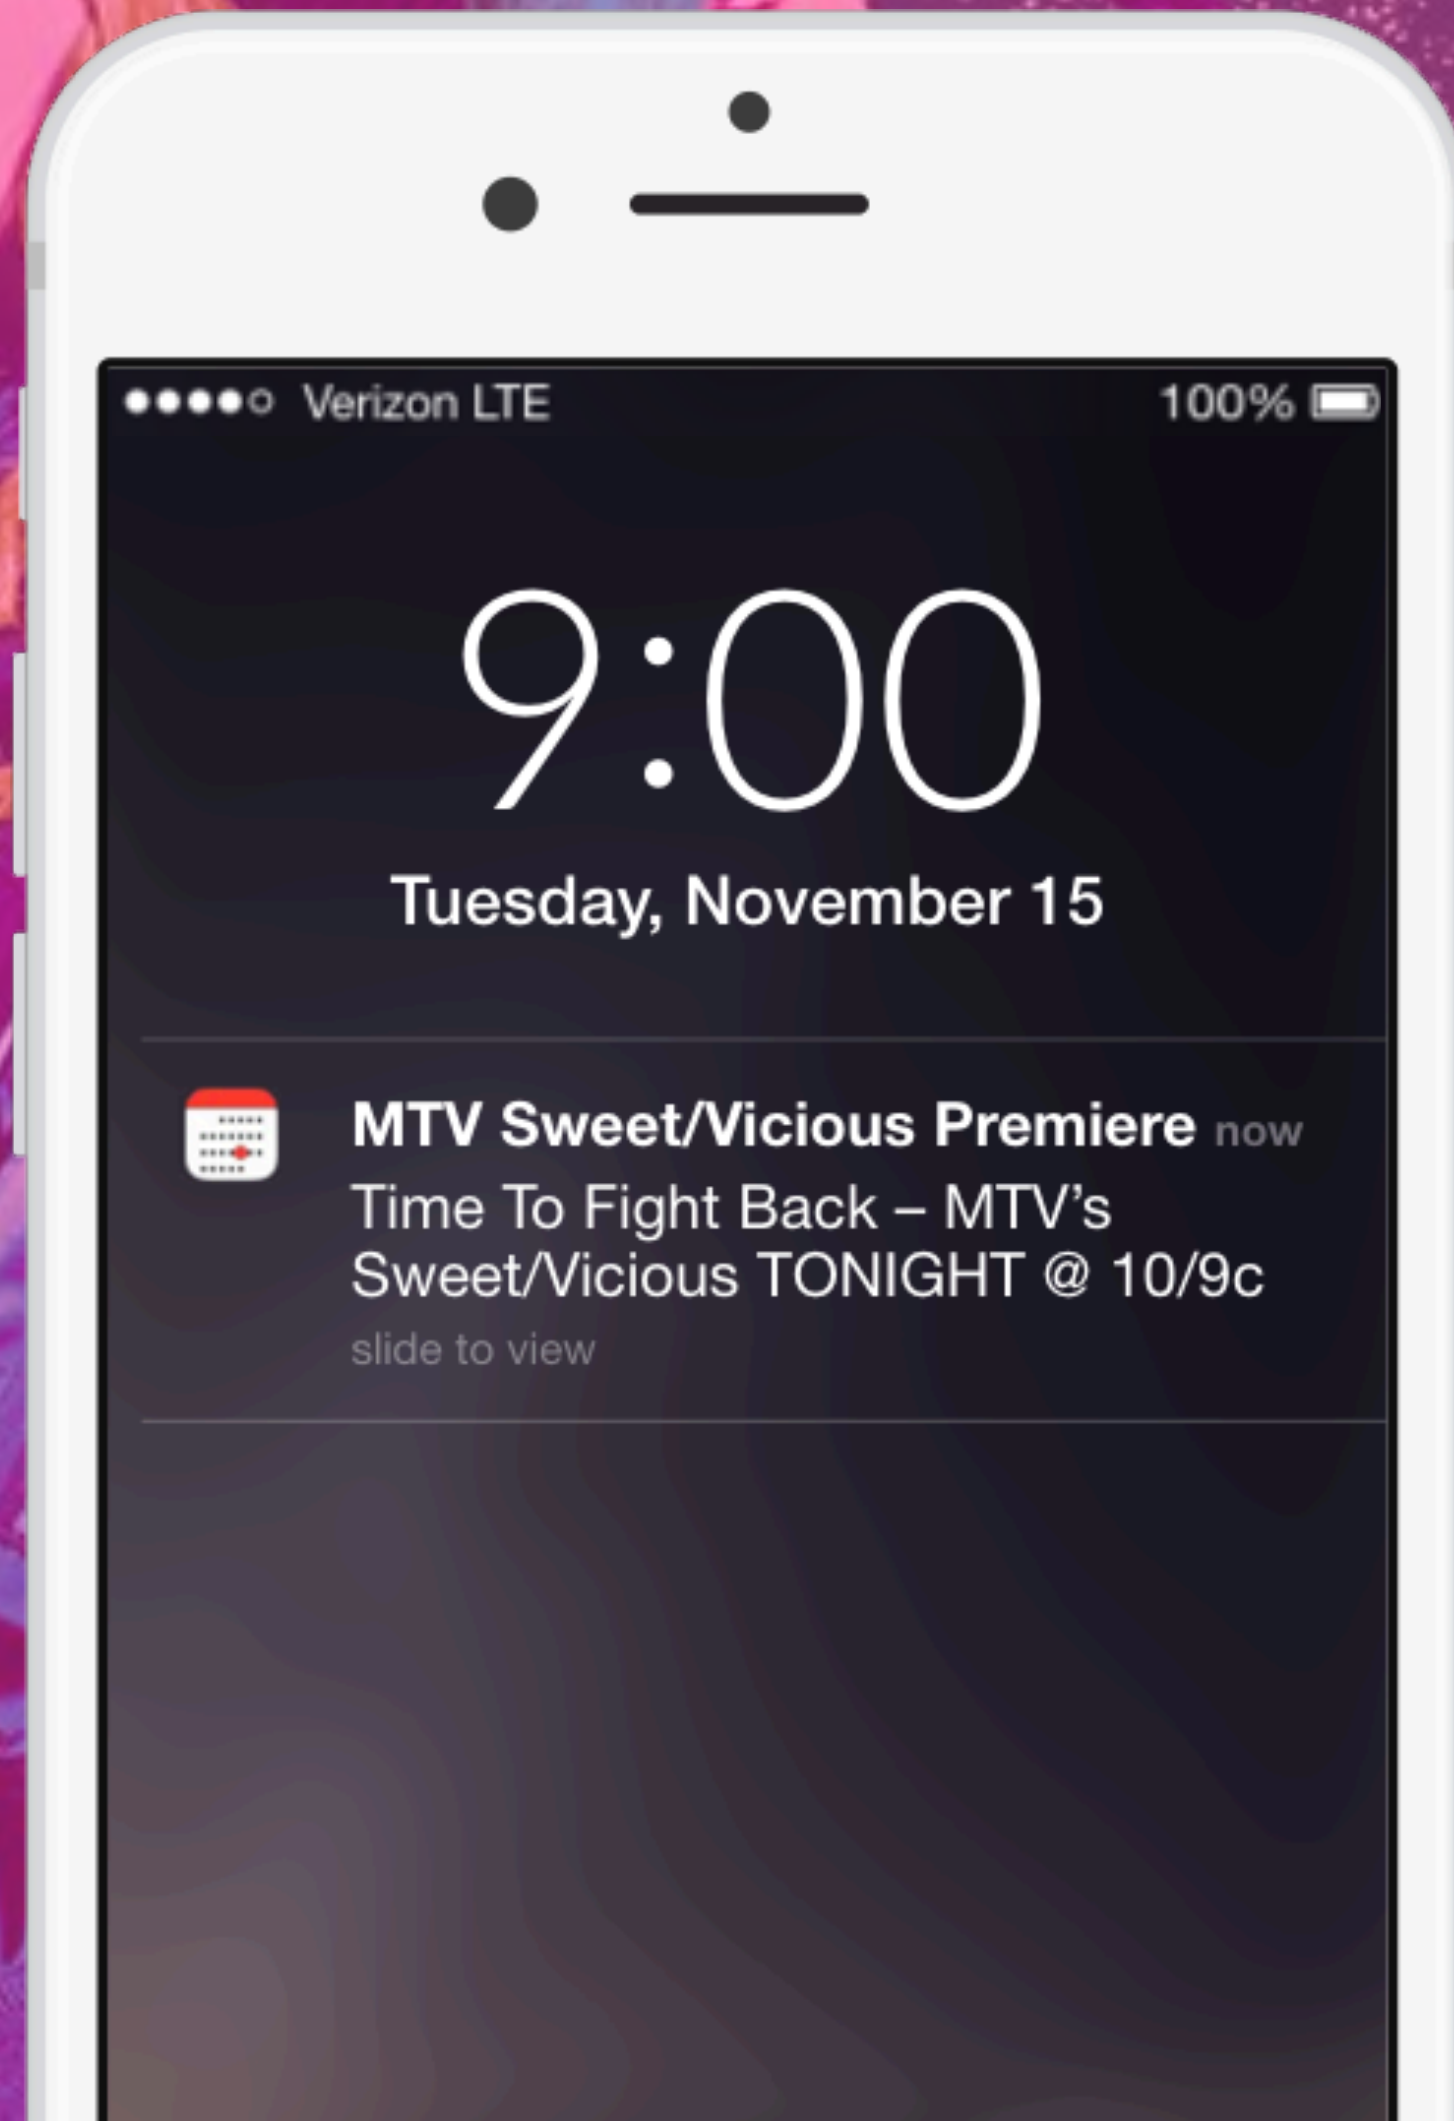 Verizon LTE 100%
9:00
Tuesday, November 15
MTV Sweet/Vicious Premiere now
Time To Fight Back – MTV’s
Sweet/Vicious TONIGHT @ 10/9c
slide to view